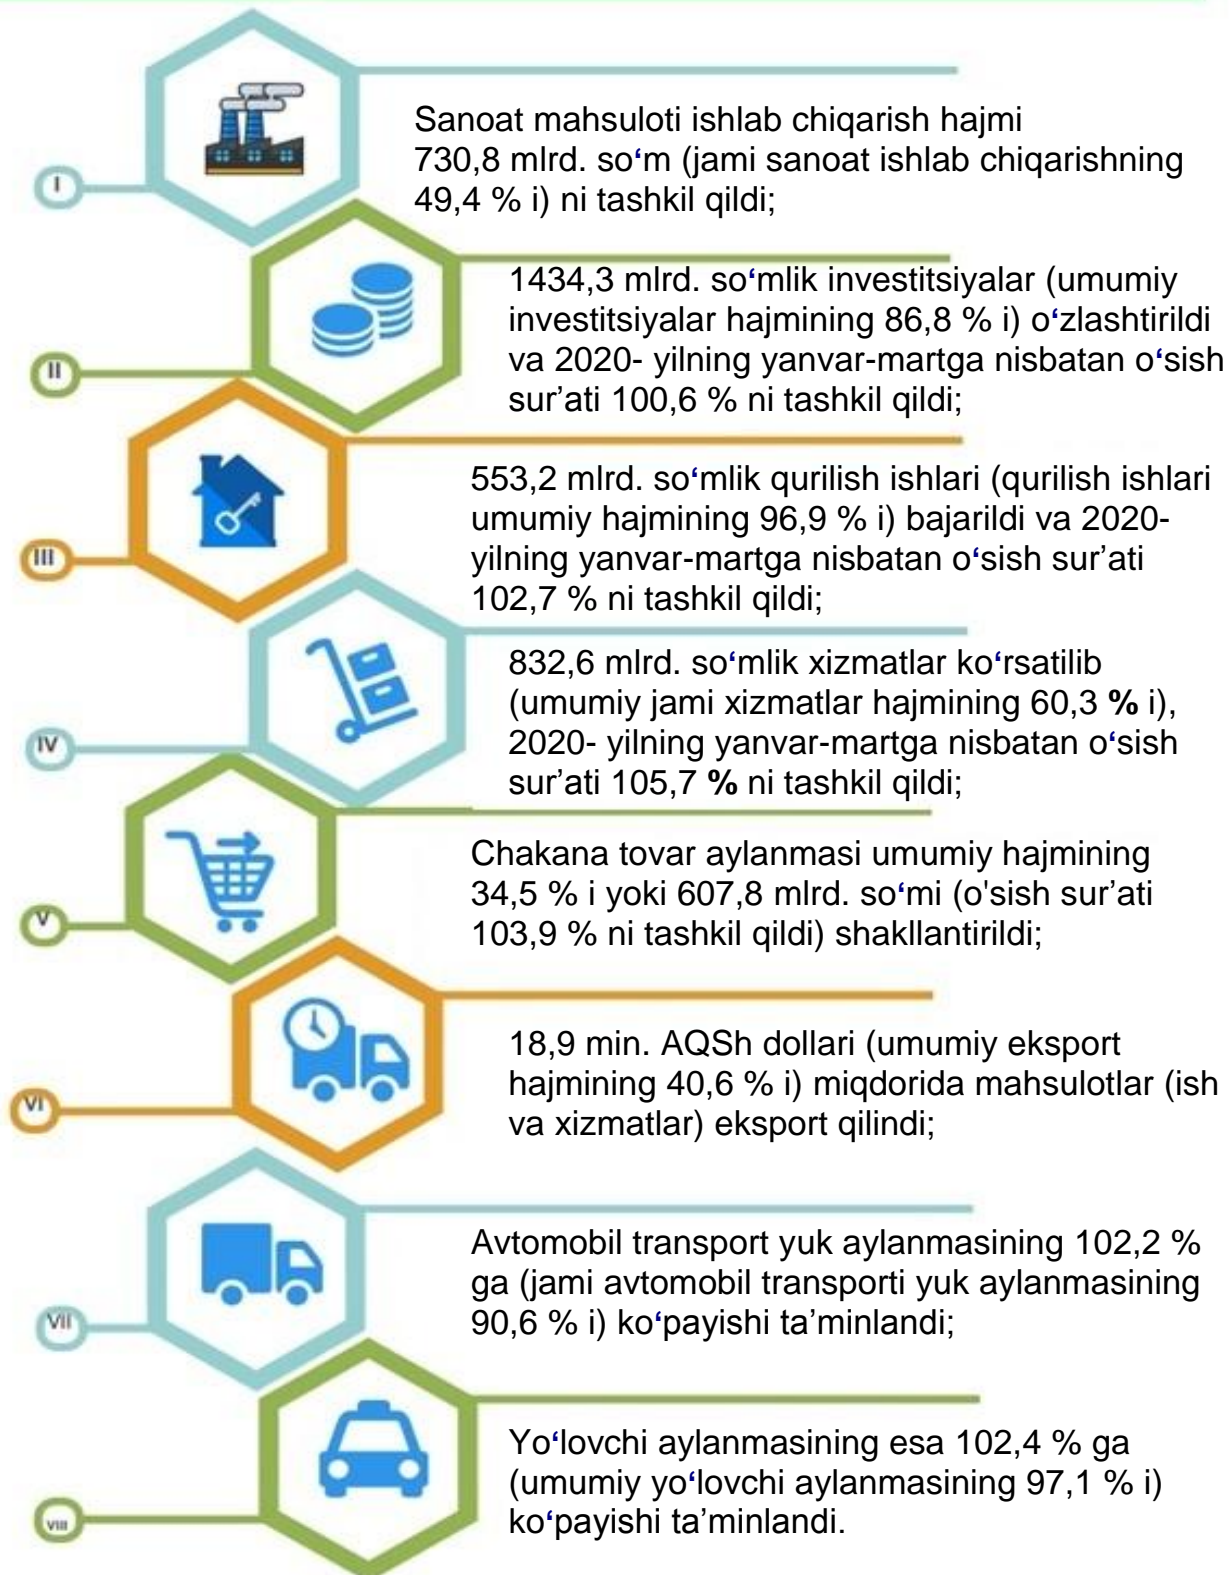 I
Sanoat mahsuloti ishlab chiqarish hajmi
730,8 mlrd. so‘m (jami sanoat ishlab chiqarishning
49,4 % i) ni tashkil qildi;
II
1434,3 mlrd. so‘mlik investitsiyalar (umumiy
investitsiyalar hajmining 86,8 % i) o‘zlashtirildi
va 2020- yilning yanvar-martga nisbatan o‘sish
sur’ati 100,6 % ni tashkil qildi;
III
553,2 mlrd. so‘mlik qurilish ishlari (qurilish ishlari
umumiy hajmining 96,9 % i) bajarildi va 2020-
yilning yanvar-martga nisbatan o‘sish sur’ati
102,7 % ni tashkil qildi;
IV
832,6 mlrd. so‘mlik xizmatlar ko‘rsatilib
(umumiy jami xizmatlar hajmining 60,3 % i),
2020- yilning yanvar-martga nisbatan o‘sish
sur’ati 105,7 % ni tashkil qildi;
V
Chakana tovar aylanmasi umumiy hajmining
34,5 % i yoki 607,8 mlrd. so‘mi (o'sish sur’ati
103,9 % ni tashkil qildi) shakllantirildi;
VI
18,9 min. AQSh dollari (umumiy eksport
hajmining 40,6 % i) miqdorida mahsulotlar (ish
va xizmatlar) eksport qilindi;
VII
Avtomobil transport yuk aylanmasining 102,2 %
ga (jami avtomobil transporti yuk aylanmasining
90,6 % i) ko‘payishi ta’minlandi;
VIII
Yo‘lovchi aylanmasining esa 102,4 % ga
(umumiy yo‘lovchi aylanmasining 97,1 % i)
ko‘payishi ta’minlandi.